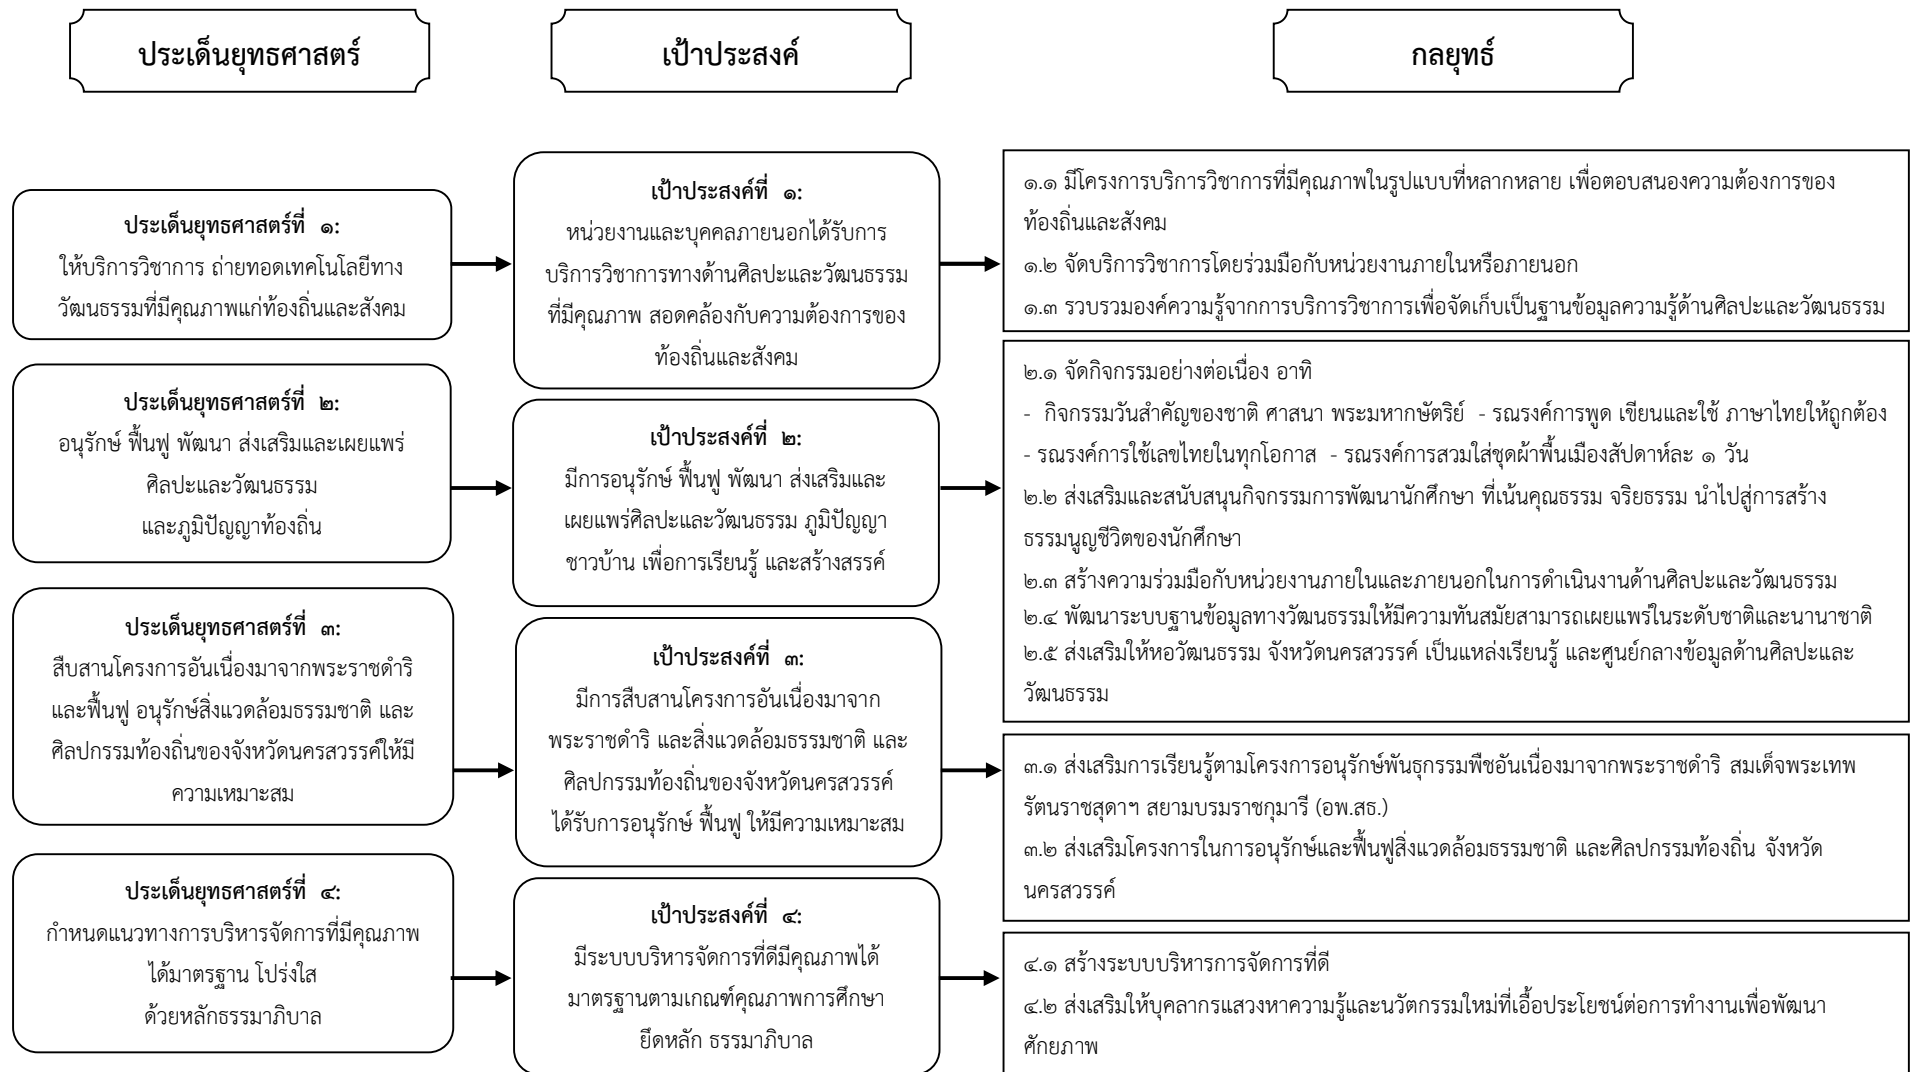 ประเด็นยุทธศาสตร์
เป้าประสงค์
กลยุทธ์
ประเด็นยุทธศาสตร์ที่ ๑:
ให้บริการวิชาการ ถ่ายทอดเทคโนโลยีทาง
วัฒนธรรมที่มีคุณภาพแก่ท้องถิ่นและสังคม
เป้าประสงค์ที่ ๑:
หน่วยงานและบุคคลภายนอกได้รับการ
บริการวิชาการทางด้านศิลปะและวัฒนธรรม
ที่มีคุณภาพ สอดคล้องกับความต้องการของ
ท้องถิ่นและสังคม
๑.๑ มีโครงการบริการวิชาการที่มีคุณภาพในรูปแบบที่หลากหลาย เพื่อตอบสนองความต้องการของ
ท้องถิ่นและสังคม
๑.๒ จัดบริการวิชาการโดยร่วมมือกับหน่วยงานภายในหรือภายนอก
๑.๓ รวบรวมองค์ความรู้จากการบริการวิชาการเพื่อจัดเก็บเป็นฐานข้อมูลความรู้ด้านศิลปะและวัฒนธรรม
ประเด็นยุทธศาสตร์ที่ ๒:
อนุรักษ์ ฟื้นฟู พัฒนา ส่งเสริมและเผยแพร่
ศิลปะและวัฒนธรรม
และภูมิปัญญาท้องถิ่น
เป้าประสงค์ที่ ๒:
มีการอนุรักษ์ ฟื้นฟู พัฒนา ส่งเสริมและ
เผยแพร่ศิลปะและวัฒนธรรม ภูมิปัญญา
ชาวบ้าน เพื่อการเรียนรู้ และสร้างสรรค์
๒.๑ จัดกิจกรรมอย่างต่อเนื่อง อาทิ
- กิจกรรมวันสำคัญของชาติ ศาสนา พระมหากษัตริย์ - รณรงค์การพูด เขียนและใช้ ภาษาไทยให้ถูกต้อง
- รณรงค์การใช้เลขไทยในทุกโอกาส - รณรงค์การสวมใส่ชุดผ้าพื้นเมืองสัปดาห์ละ ๑ วัน
๒.๒ ส่งเสริมและสนับสนุนกิจกรรมการพัฒนานักศึกษา ที่เน้นคุณธรรม จริยธรรม นำไปสู่การสร้าง
ธรรมนูญชีวิตของนักศึกษา
๒.๓ สร้างความร่วมมือกับหน่วยงานภายในและภายนอกในการดำเนินงานด้านศิลปะและวัฒนธรรม
๒.๔ พัฒนาระบบฐานข้อมูลทางวัฒนธรรมให้มีความทันสมัยสามารถเผยแพร่ในระดับชาติและนานาชาติ
๒.๕ ส่งเสริมให้หอวัฒนธรรม จังหวัดนครสวรรค์ เป็นแหล่งเรียนรู้ และศูนย์กลางข้อมูลด้านศิลปะและ
วัฒนธรรม
ประเด็นยุทธศาสตร์ที่ ๓:
สืบสานโครงการอันเนื่องมาจากพระราชดำริ
และฟื้นฟู อนุรักษ์สิ่งแวดล้อมธรรมชาติ และ
ศิลปกรรมท้องถิ่นของจังหวัดนครสวรรค์ให้มี
ความเหมาะสม
เป้าประสงค์ที่ ๓:
มีการสืบสานโครงการอันเนื่องมาจาก
พระราชดำริ และสิ่งแวดล้อมธรรมชาติ และ
ศิลปกรรมท้องถิ่นของจังหวัดนครสวรรค์
ได้รับการอนุรักษ์ ฟื้นฟู ให้มีความเหมาะสม
๓.๑ ส่งเสริมการเรียนรู้ตามโครงการอนุรักษ์พันธุกรรมพืชอันเนื่องมาจากพระราชดำริ สมเด็จพระเทพ
รัตนราชสุดาฯ สยามบรมราชกุมารี (อพ.สธ.)
๓.๒ ส่งเสริมโครงการในการอนุรักษ์และฟื้นฟูสิ่งแวดล้อมธรรมชาติ และศิลปกรรมท้องถิ่น จังหวัด
นครสวรรค์
ประเด็นยุทธศาสตร์ที่ ๔:
กำหนดแนวทางการบริหารจัดการที่มีคุณภาพ
ได้มาตรฐาน โปร่งใส
ด้วยหลักธรรมาภิบาล
เป้าประสงค์ที่ ๔:
มีระบบบริหารจัดการที่ดีมีคุณภาพได้
มาตรฐานตามเกณฑ์คุณภาพการศึกษา
ยึดหลัก ธรรมาภิบาล
๔.๑ สร้างระบบบริหารการจัดการที่ดี
๔.๒ ส่งเสริมให้บุคลากรแสวงหาความรู้และนวัตกรรมใหม่ที่เอื้อประโยชน์ต่อการทำงานเพื่อพัฒนา
ศักยภาพ